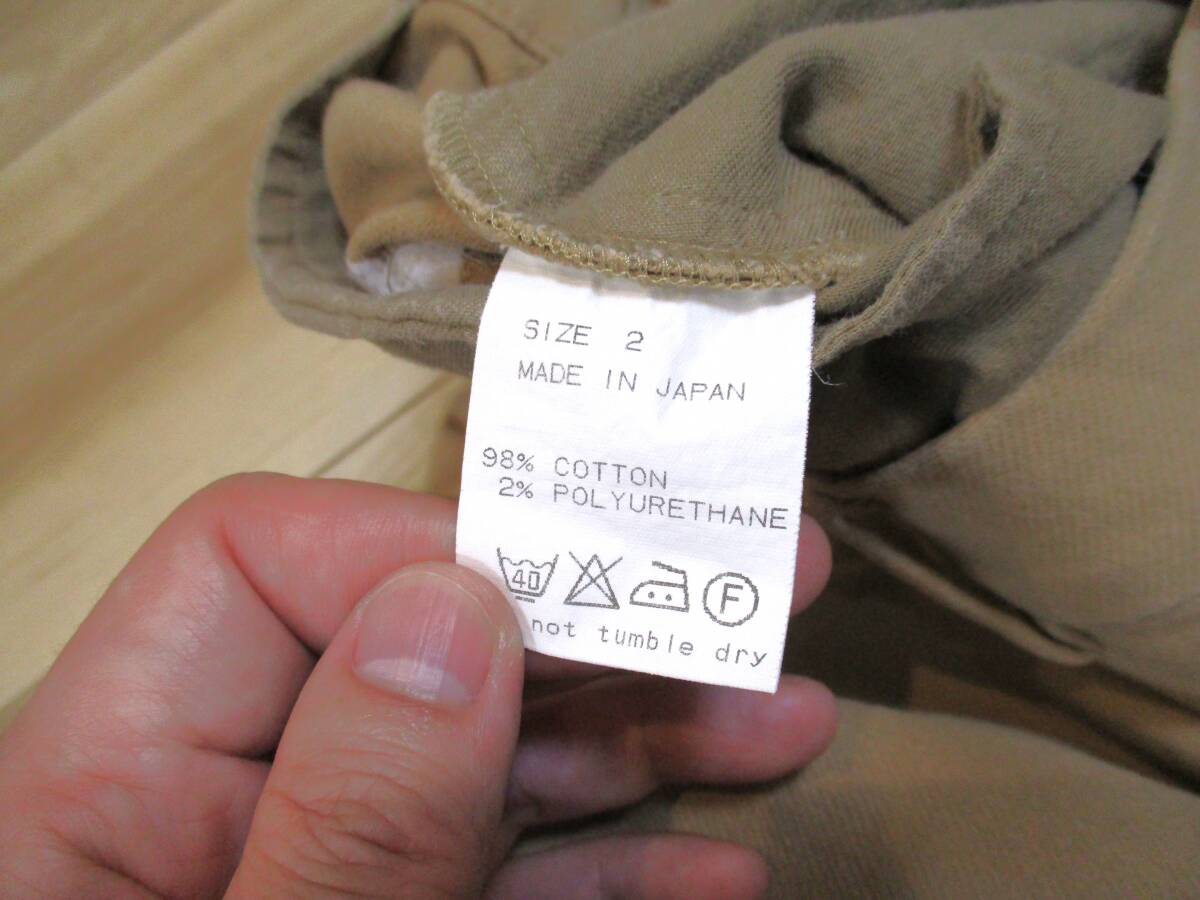 SIZE 2
MADE IN JAPAN
98% COTTON
2% POLYURETHANE
40 F
not tumble dry